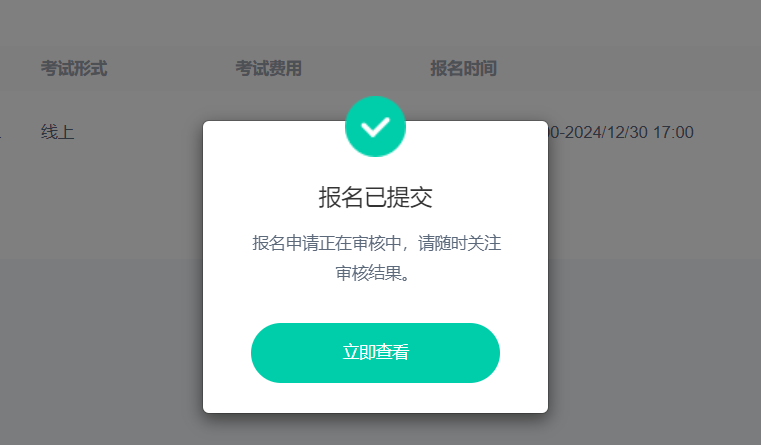 考试形式 考试费用 报名时间
线上 00-2024/12/30 17:00
报名已提交
报名申请正在审核中，请随时关注
审核结果。
立即查看